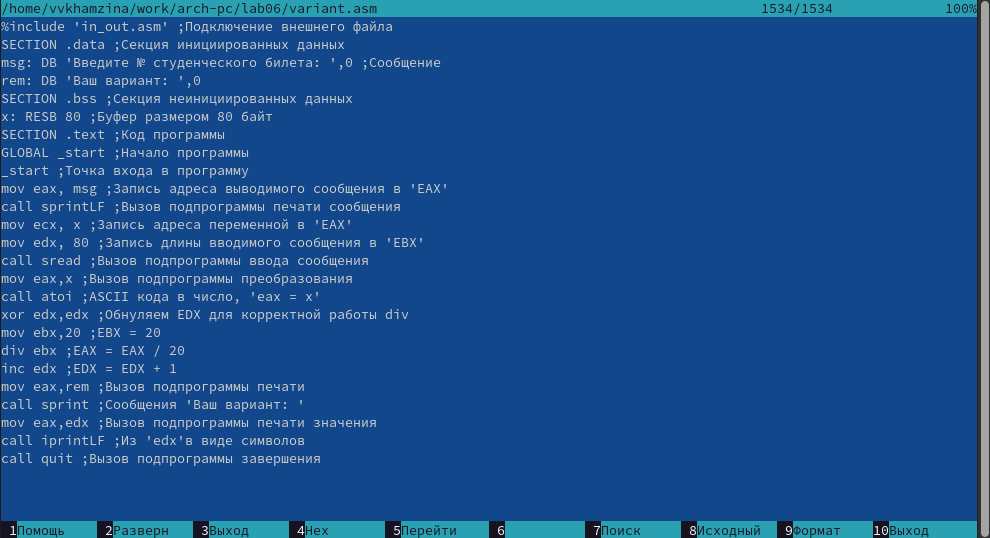 /home/vvkhamzina/work/arch-pc/lab06/variant.asm 1534/1534 100%
%include 'in_out.asm' ;Подключение внешнего файла
SECTION .data ;Секция инициированных данных
msg: DB 'Введите № студенческого билета: ',0 ;Сообщение
rem: DB 'Ваш вариант: ',0
SECTION .bss ;Секция неинициированных данных
x: RESB 80 ;Буфер размером 80 байт
SECTION .text ;Код программы
GLOBAL _start ;Начало программы
_start ;Точка входа в программу
mov eax, msg ;Запись адреса выводимого сообщения в 'EAX'
call sprintLF ;Вызов подпрограммы печати сообщения
mov ecx, x ;Запись адреса переменной в 'EAX'
mov edx, 80 ;Запись длины вводимого сообщения в 'EBX'
call sread ;Вызов подпрограммы ввода сообщения
mov eax,x ;Вызов подпрограммы преобразования
call atoi ;ASCII кода в число, 'eax = x'
xor edx,edx ;Обнуляем EDX для корректной работы div
mov ebx,20 ;EBX = 20
div ebx ;EAX = EAX / 20
inc edx ;EDX = EDX + 1
mov eax,rem ;Вызов подпрограммы печати
call sprint ;Сообщения 'Ваш вариант: '
mov eax,edx ;Вызов подпрограммы печати значения
call iprintLF ;Из 'edx'в виде символов
call quit ;Вызов подпрограммы завершения
1Помощь 2Разверн 3Выход 4Hex 5Перейти 6 7Поиск 8Исходный 9Формат 10Выход